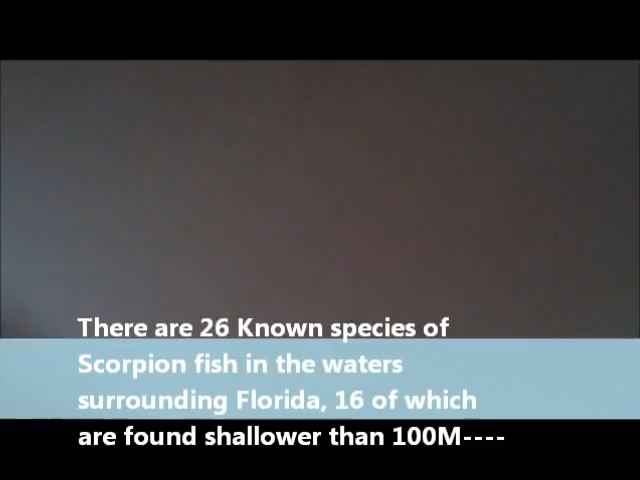 There are 26 Known species of
Scorpion fish in the waters
surrounding Florida, 16 of which
are found shallower than 100M----